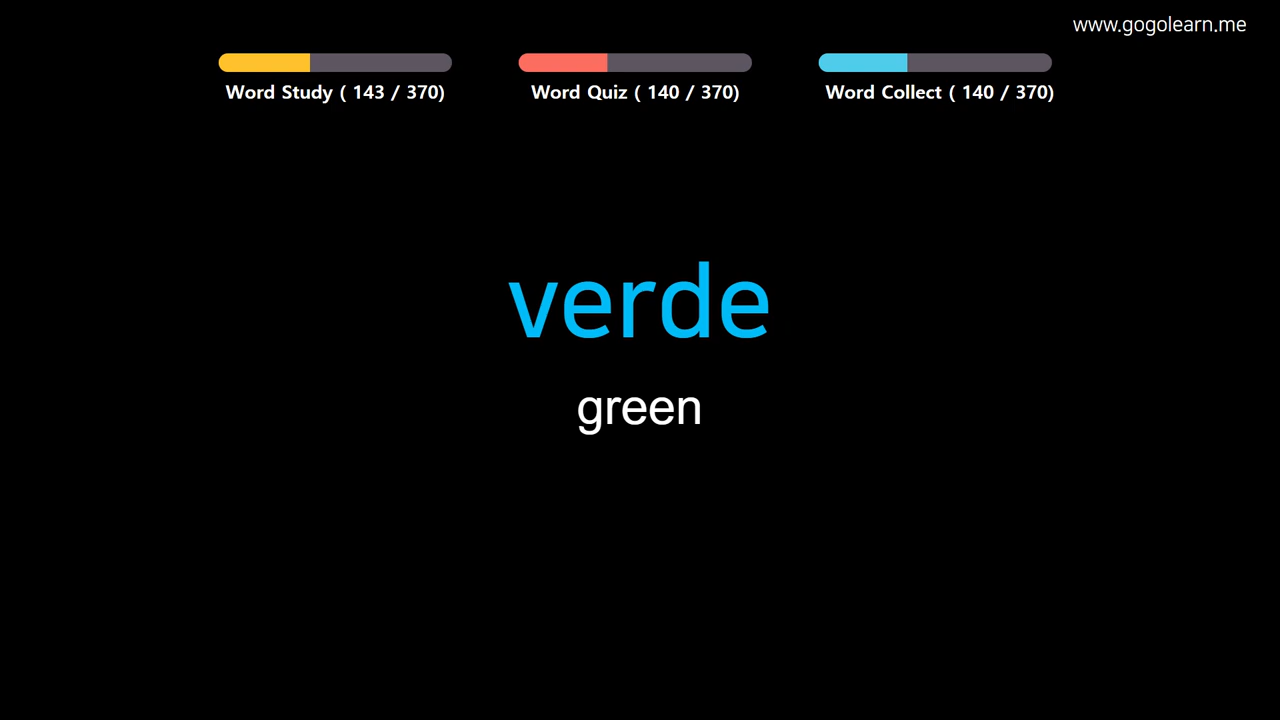 www.gogolearn.me
Word Study ( 143 / 370)
Word Quiz ( 140 / 370)
Word Collect ( 140 / 370)
verde
green